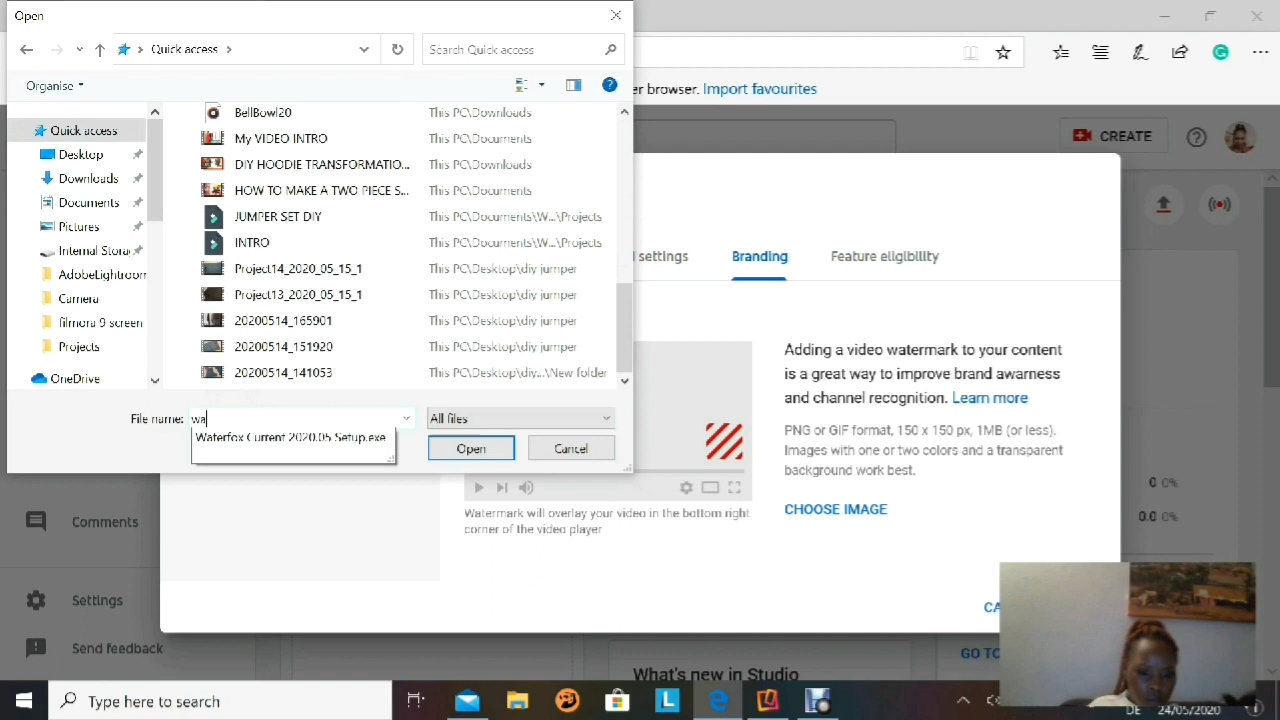 Open
Quick access
Search Quick access
Organise
Quick access
Desktop
Downloads
Documents
Pictures
Internal Stora
AdobeLightroom
Camera
filmora 9 screen
Projects
OneDrive
BellBowl20 This PC\Downloads
My VIDEO INTRO This PC\Documents
DIY HOODIE TRANSFORMATIO... This PC\Downloads
HOW TO MAKE A TWO PIECE S... This PC\Documents
JUMPER SET DIY This PC\Documents\W...\Projects
INTRO This PC\Documents\W...\Projects
Project14_2020_05_15_1 This PC\Desktop\diy jumper
Project13_2020_05_15_1 This PC\Desktop\diy jumper
20200514_165901 This PC\Desktop\diy jumper
20200514_151920 This PC\Desktop\diy jumper
20200514_141053 This PC\Desktop\diy...\New folder
File name: wa All files
Waterfox Current 2020.05 Setup.exe
Open Cancel
er browser. Import favourites
CREATE
d settings Branding Feature eligibility
Adding a video watermark to your content
is a great way to improve brand awarness
and channel recognition. Learn more
PNG or GIF format, 150 x 150 px, 1MB (or less).
Images with one or two colors and a transparent
background work best.
CHOOSE IMAGE
Watermark will overlay your video in the bottom right
corner of the video player
0 0%
0.0 0%
CA
GO TO
What's new in Studio
Comments
Settings
Send feedback
Type here to search
L
DE 24/05/2020